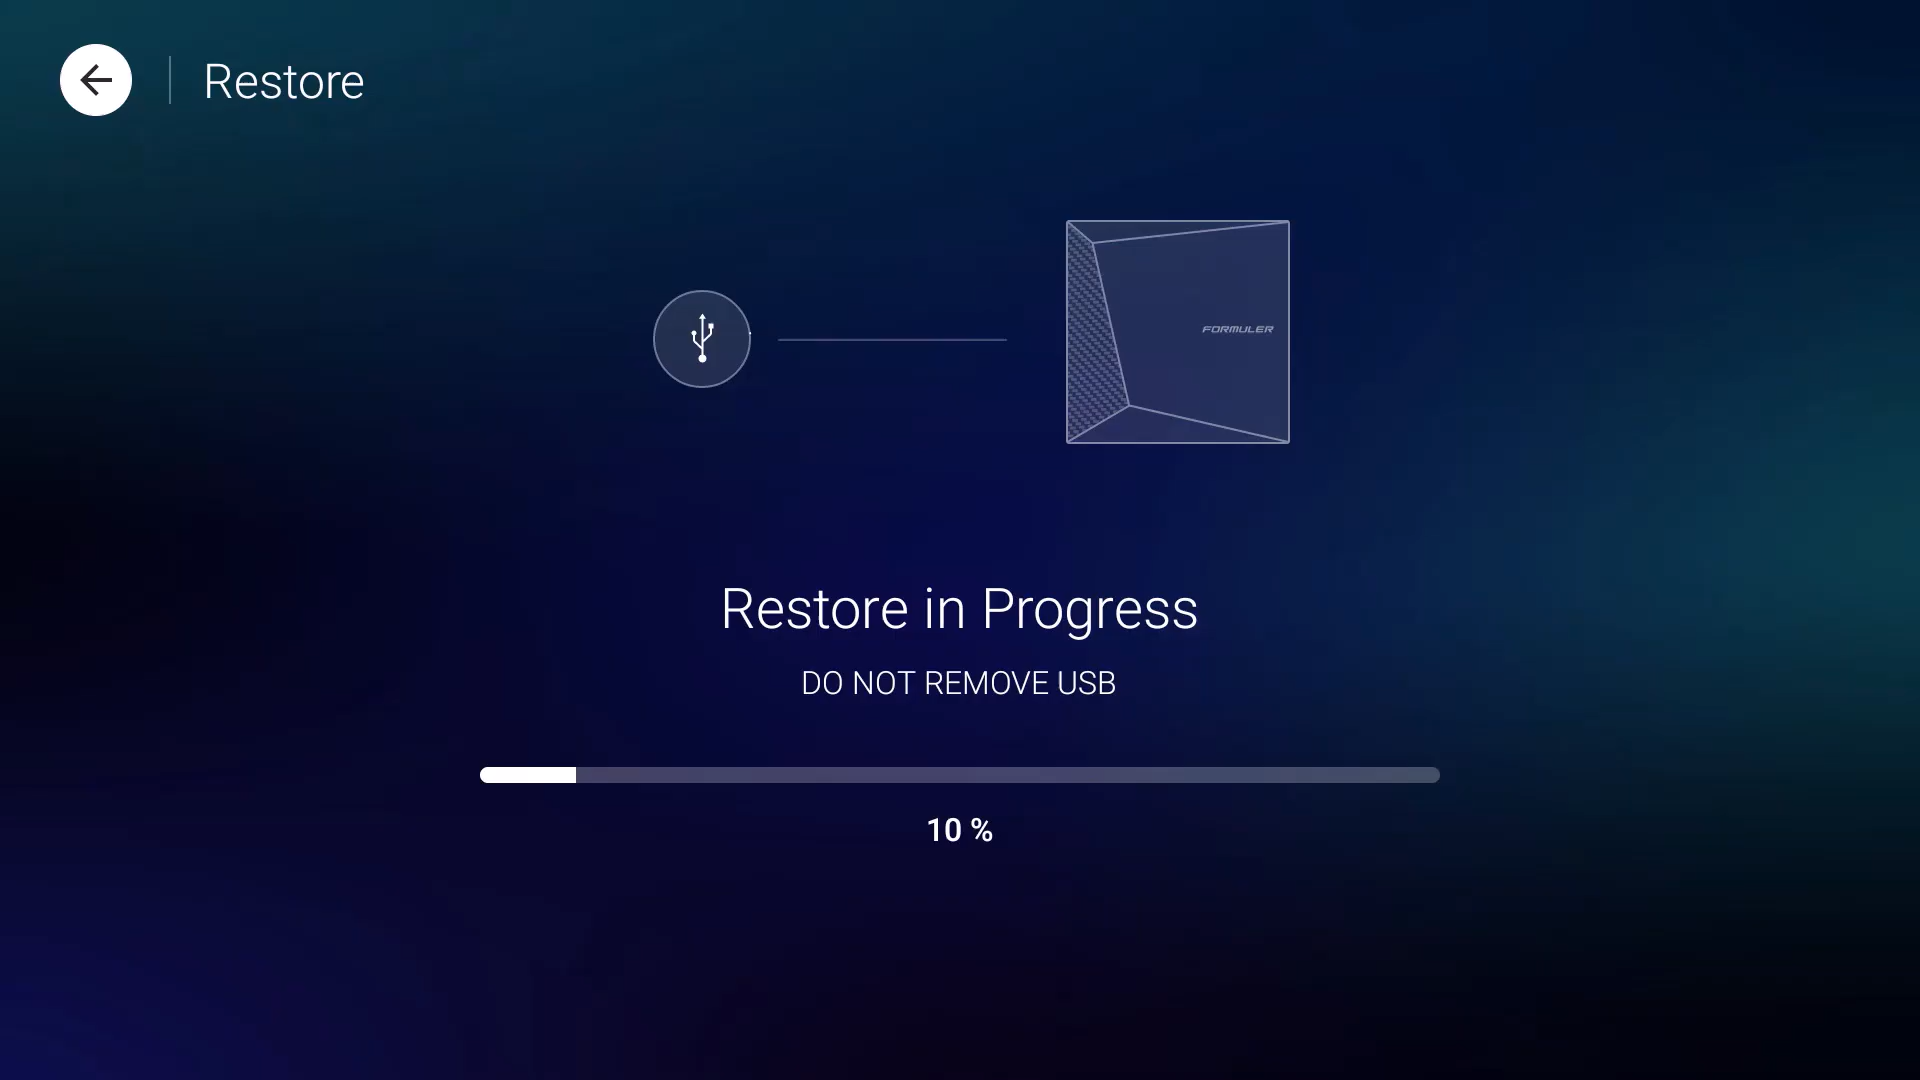 Restore
FORMULER
Restore in Progress
DO NOT REMOVE USB
10 %